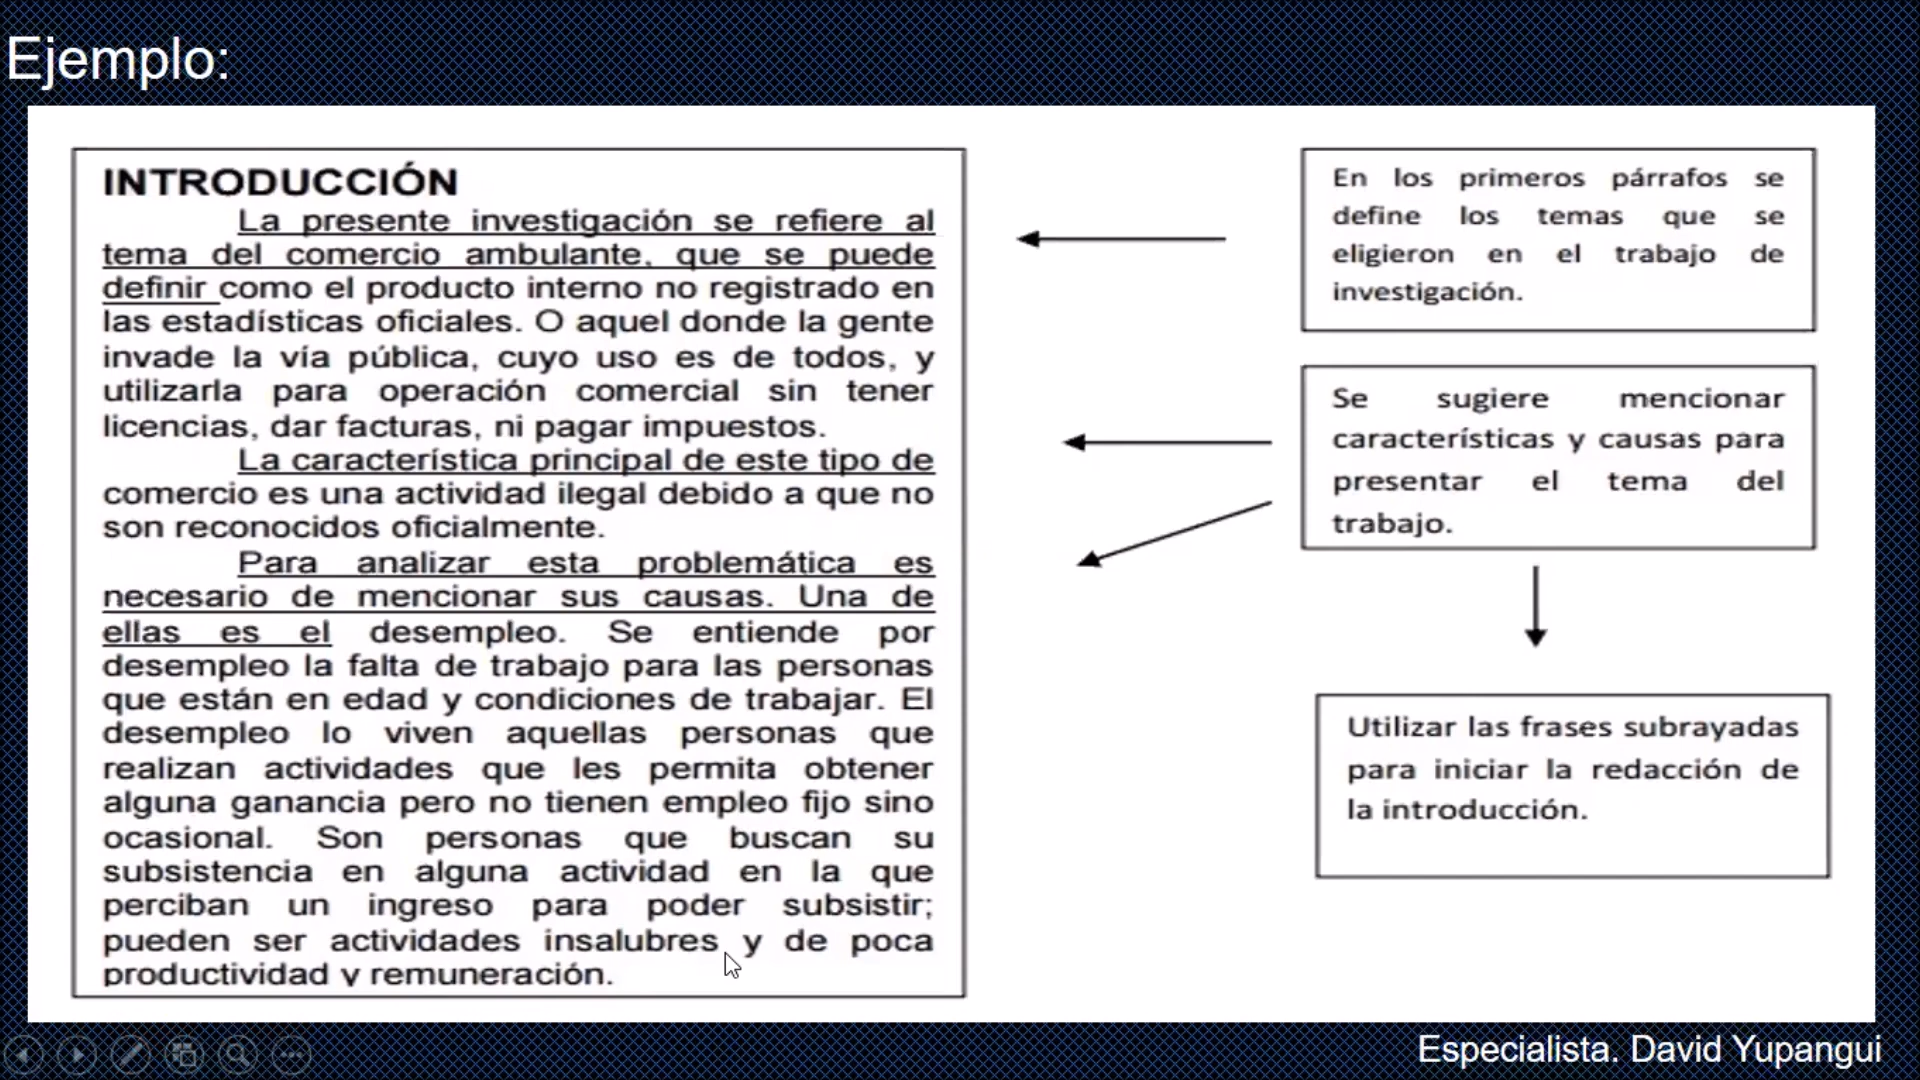 Ejemplo:
INTRODUCCIÓN
La presente investigación se refiere al
tema del comercio ambulante, que se puede
definir como el producto interno no registrado en
las estadísticas oficiales. O aquel donde la gente
invade la vía pública, cuyo uso es de todos, y
utilizarla para operación comercial sin tener
licencias, dar facturas, ni pagar impuestos.
La característica principal de este tipo de
comercio es una actividad ilegal debido a que no
son reconocidos oficialmente.
Para analizar esta problemática es
necesario de mencionar sus causas. Una de
ellas es el desempleo. Se entiende por
desempleo la falta de trabajo para las personas
que están en edad y condiciones de trabajar. El
desempleo lo viven aquellas personas que
realizan actividades que les permita obtener
alguna ganancia pero no tienen empleo fijo sino
ocasional. Son personas que buscan su
subsistencia en alguna actividad en la que
perciban un ingreso para poder subsistir;
pueden ser actividades insalubres y de poca
productividad y remuneración.
En los primeros párrafos se
define los temas que se
eligieron en el trabajo de
investigación.
Se sugiere mencionar
características y causas para
presentar el tema del
trabajo.
Utilizar las frases subrayadas
para iniciar la redacción de
la introducción.
Especialista. David Yupangui